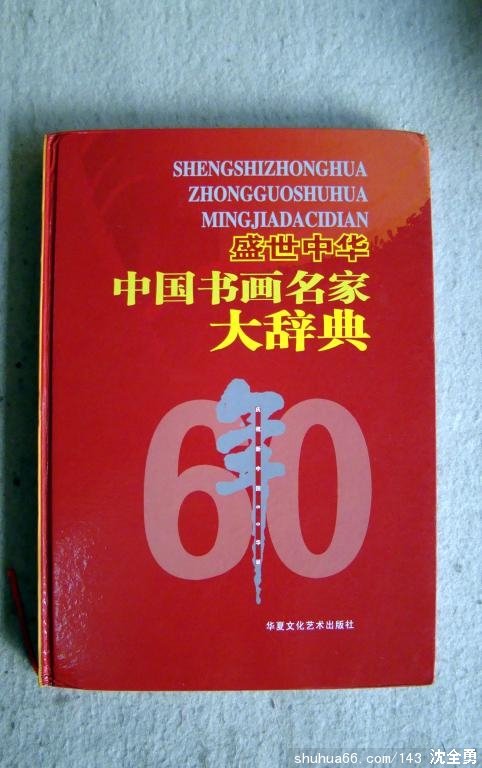 SHENGSHIZHONGHUA
ZHONGGUOSHUHUA
MINGJIADACIDIAN
盛世中华
中国书画名家
大辞典
60
年
华夏文化艺术出版社
shuhua66.com/143 沈全勇